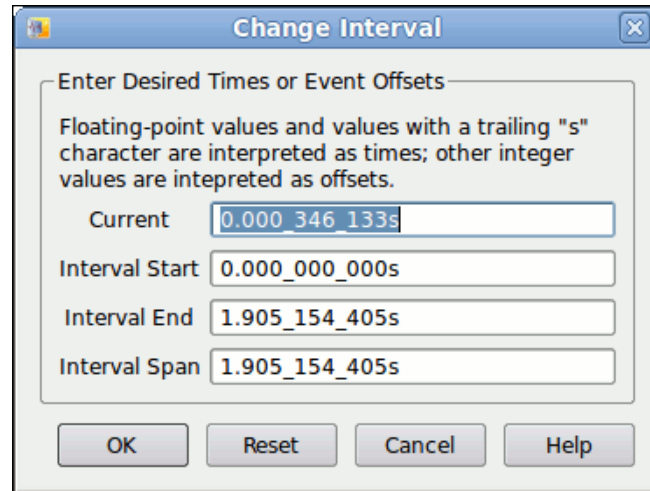 Change Interval
Enter Desired Times or Event Offsets
Floating-point values and values with a trailing "s"
character are interpreted as times; other integer
values are intepreted as offsets.
Current 0.000_346_133s
Interval Start 0.000_000_000s
Interval End 1.905_154_405s
Interval Span 1.905_154_405s
OK Reset Cancel Help